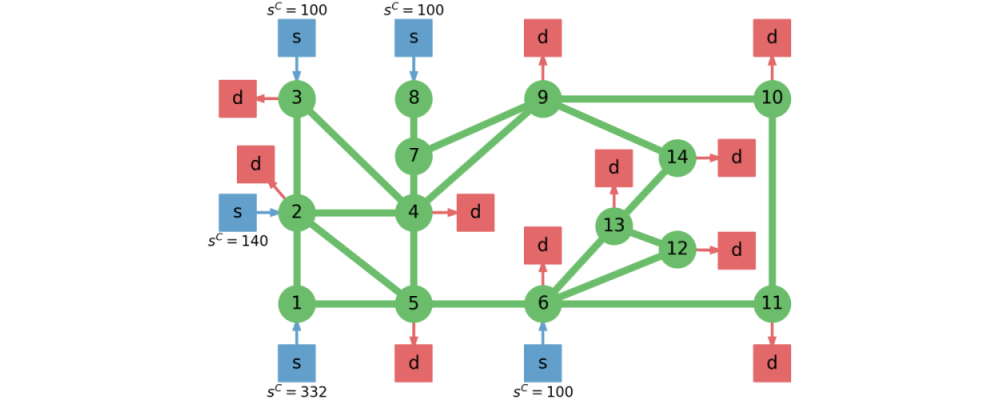 s^C = 100 s^C = 100
s s d d
d 3 8 9 10
7 14 d
d d
s 2 4 d 13
s^C = 140 d 12 d
1 5 6 11
s d s d
s^C = 332 s^C = 100